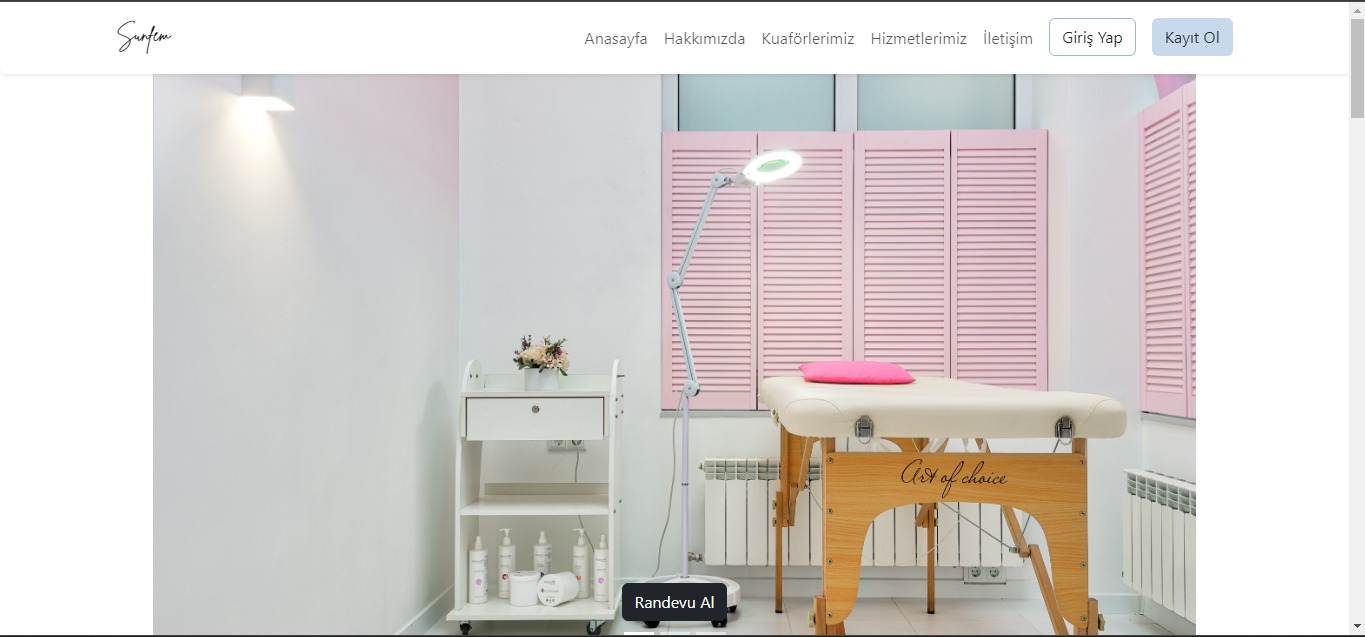 Sunfem
Anasayfa Hakkımızda Kuaförlerimiz Hizmetlerimiz İletişim Giriş Yap Kayıt Ol
Art of choice
Randevu Al